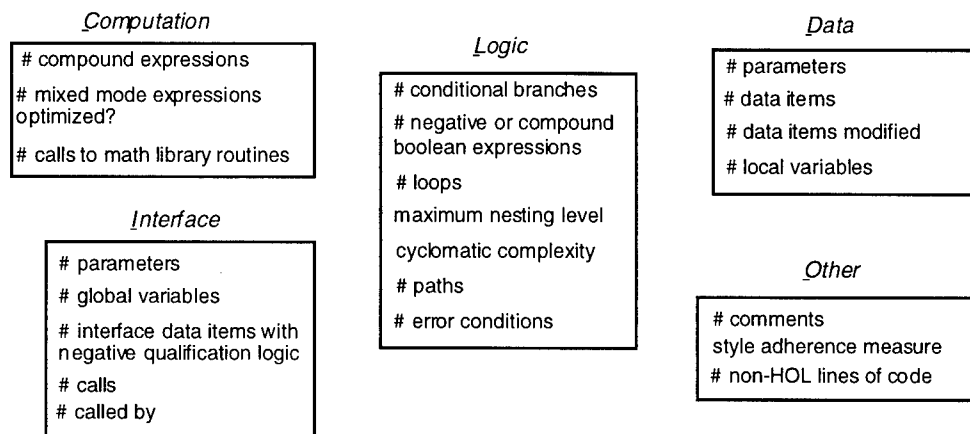 Computation
# compound expressions
# mixed mode expressions
optimized?
# calls to math library routines
Interface
# parameters
# global variables
# interface data items with
negative qualification logic
# calls
# called by
Logic
# conditional branches
# negative or compound
boolean expressions
# loops
maximum nesting level
cyclomatic complexity
# paths
# error conditions
Data
# parameters
# data items
# data items modified
# local variables
Other
# comments
style adherence measure
# non-HOL lines of code